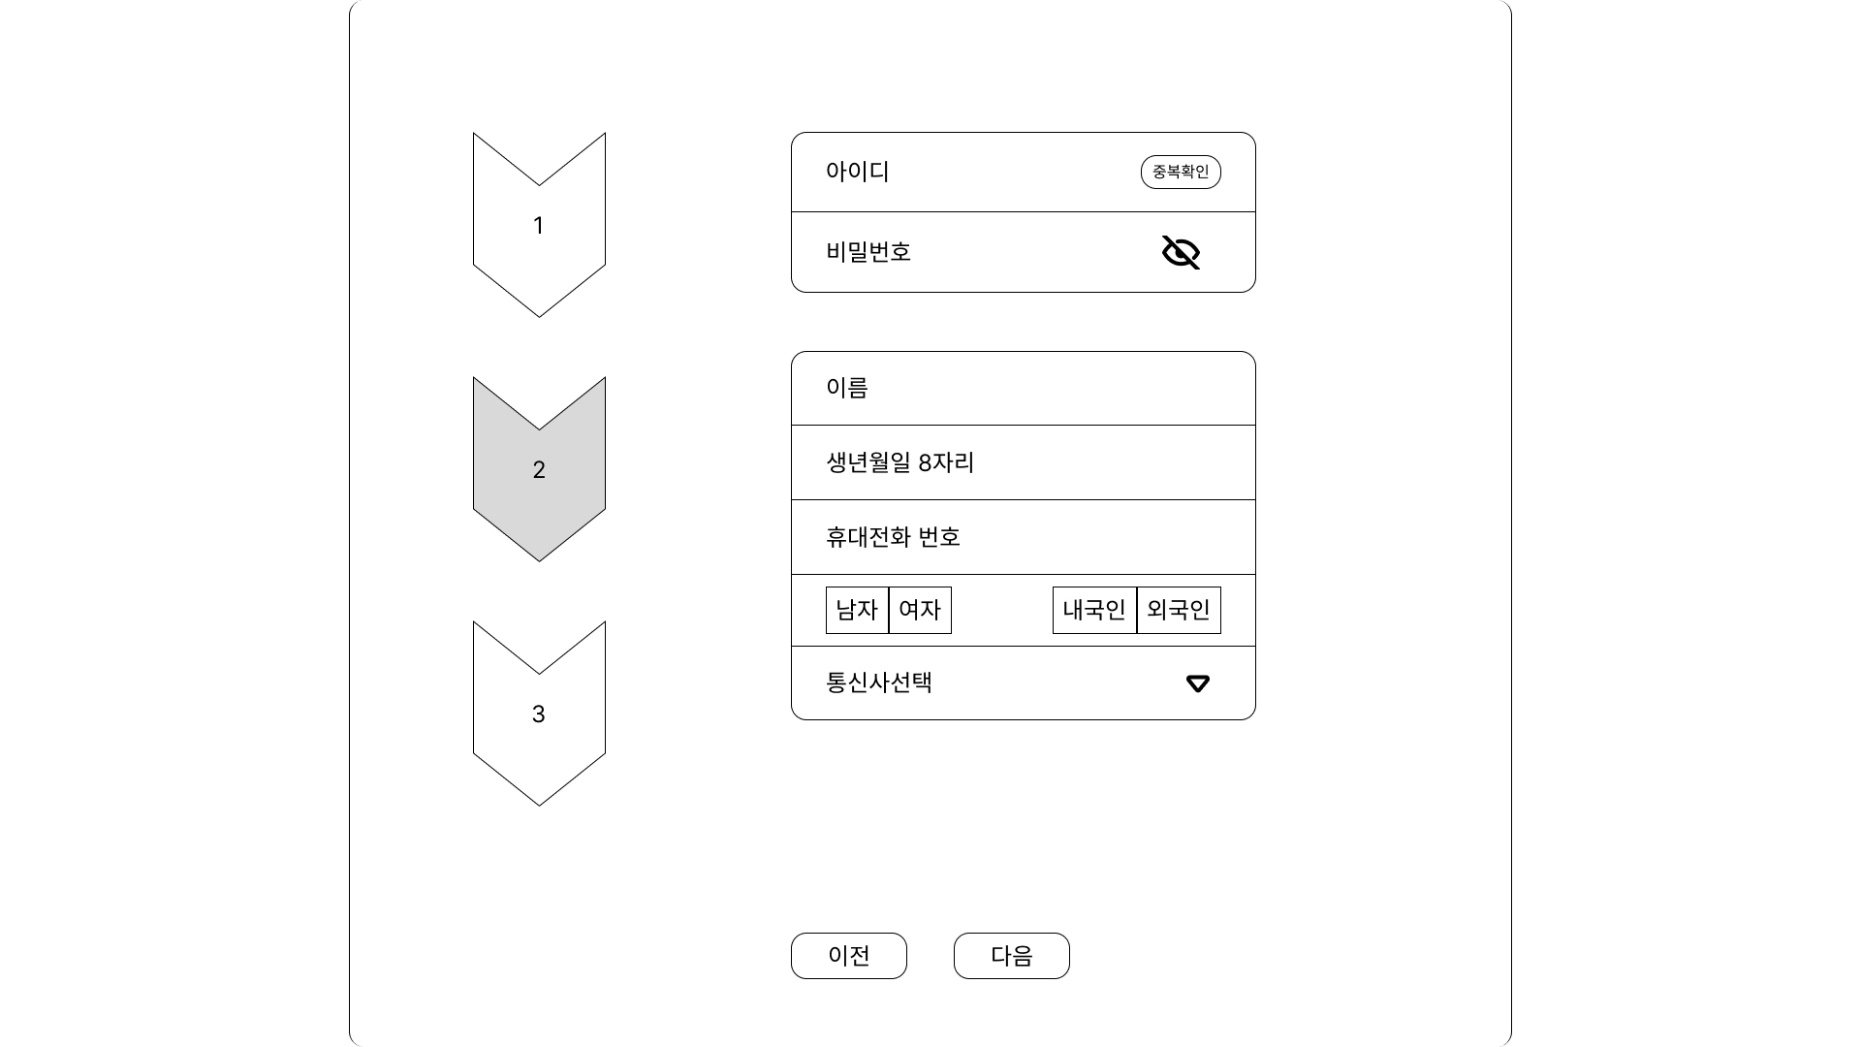 1
2
3
아이디 중복확인
비밀번호
이름
생년월일 8자리
휴대전화 번호
남자 여자 내국인 외국인
통신사선택
이전 다음